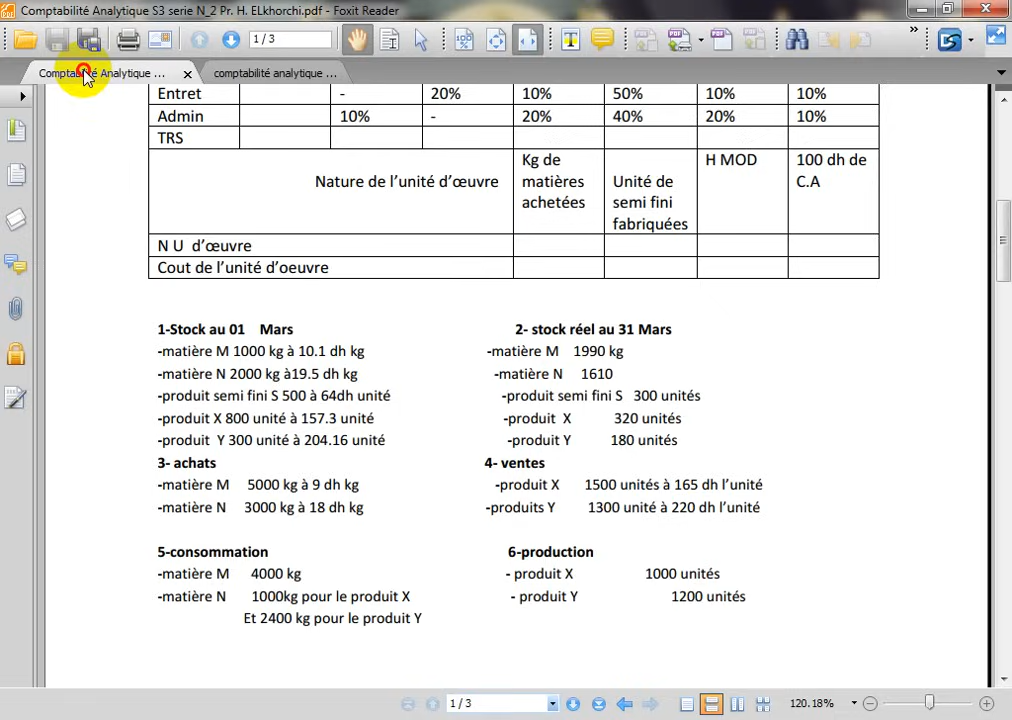 Comptabilité Analytique S3 serie N_2 Pr. H. ELkhorchi.pdf - Foxit Reader
1 / 3
Comptabilité Analytique ...
comptabilité analytique ...
Entret - 20% 10% 50% 10% 10%
Admin 10% - 20% 40% 20% 10%
TRS
Nature de l’unité d’œuvre Kg de matières achetées Unité de semi fini fabriquées H MOD 100 dh de C.A
N U d’œuvre
Cout de l’unité d’oeuvre
1-Stock au 01 Mars 2- stock réel au 31 Mars
-matière M 1000 kg à 10.1 dh kg -matière M 1990 kg
-matière N 2000 kg à19.5 dh kg -matière N 1610
-produit semi fini S 500 à 64dh unité -produit semi fini S 300 unités
-produit X 800 unité à 157.3 unité -produit X 320 unités
-produit Y 300 unité à 204.16 unité -produit Y 180 unités
3- achats 4- ventes
-matière M 5000 kg à 9 dh kg -produit X 1500 unités à 165 dh l’unité
-matière N 3000 kg à 18 dh kg -produits Y 1300 unité à 220 dh l’unité
5-consommation 6-production
-matière M 4000 kg - produit X 1000 unités
-matière N 1000kg pour le produit X - produit Y 1200 unités
Et 2400 kg pour le produit Y
1 / 3
120.18%